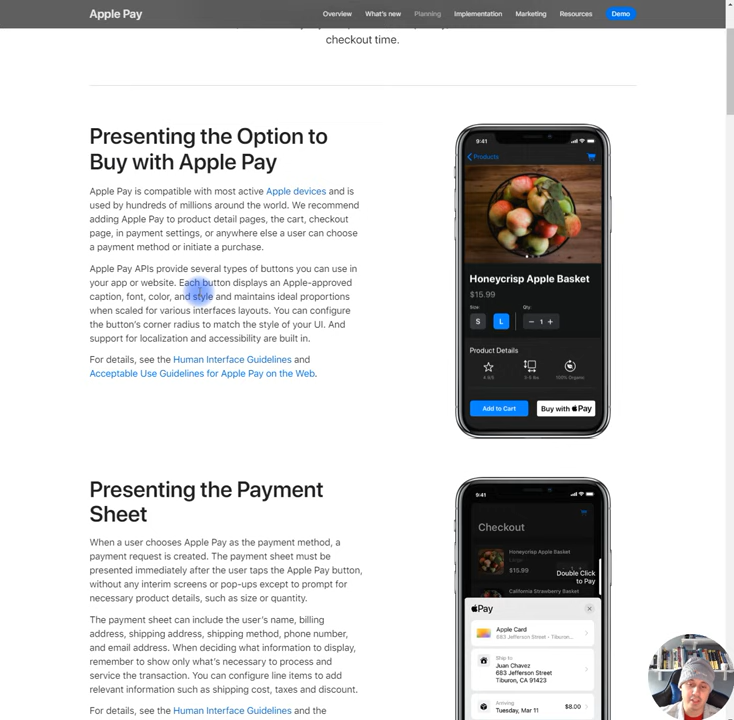 Apple Pay
Overview
What's new
Planning
Implementation
Marketing
Resources
Demo
checkout time.
Presenting the Option to
Buy with Apple Pay
Apple Pay is compatible with most active Apple devices and is
used by hundreds of millions around the world. We recommend
adding Apple Pay to product detail pages, the cart, checkout
page, in payment settings, or anywhere else a user can choose
a payment method or initiate a purchase.
Apple Pay APIs provide several types of buttons you can use in
your app or website. Each button displays an Apple-approved
caption, font, color, and style and maintains ideal proportions
when scaled for various interfaces layouts. You can configure
the button's corner radius to match the style of your UI. And
support for localization and accessibility are built in.
For details, see the Human Interface Guidelines and
Acceptable Use Guidelines for Apple Pay on the Web.
9:41
Products
Honeycrisp Apple Basket
$15.99
Size
Qty:
S
L
1
Product Details
100% Organic
Add to Cart
Buy with Pay
Presenting the Payment
Sheet
When a user chooses Apple Pay as the payment method, a
payment request is created. The payment sheet must be
presented immediately after the user taps the Apple Pay button,
without any interim screens or pop-ups except to prompt for
necessary product details, such as size or quantity.
The payment sheet can include the user's name, billing
address, shipping address, shipping method, phone number,
and email address. When deciding what information to display,
remember to show only what's necessary to process and
service the transaction. You can configure line items to add
relevant information such as shipping cost, taxes and discount.
For details, see the Human Interface Guidelines and the
9:41
Checkout
Honeycrisp Apple Basket
$15.99
Double Click
to Pay
California Strawberry Basket
Pay
Apple Card
683 Jefferson Street - Tiburon...
Ship to
Juan Chavez
683 Jefferson Street
Tiburon, CA 91423
Arriving
Tuesday, Mar 11
$8.00